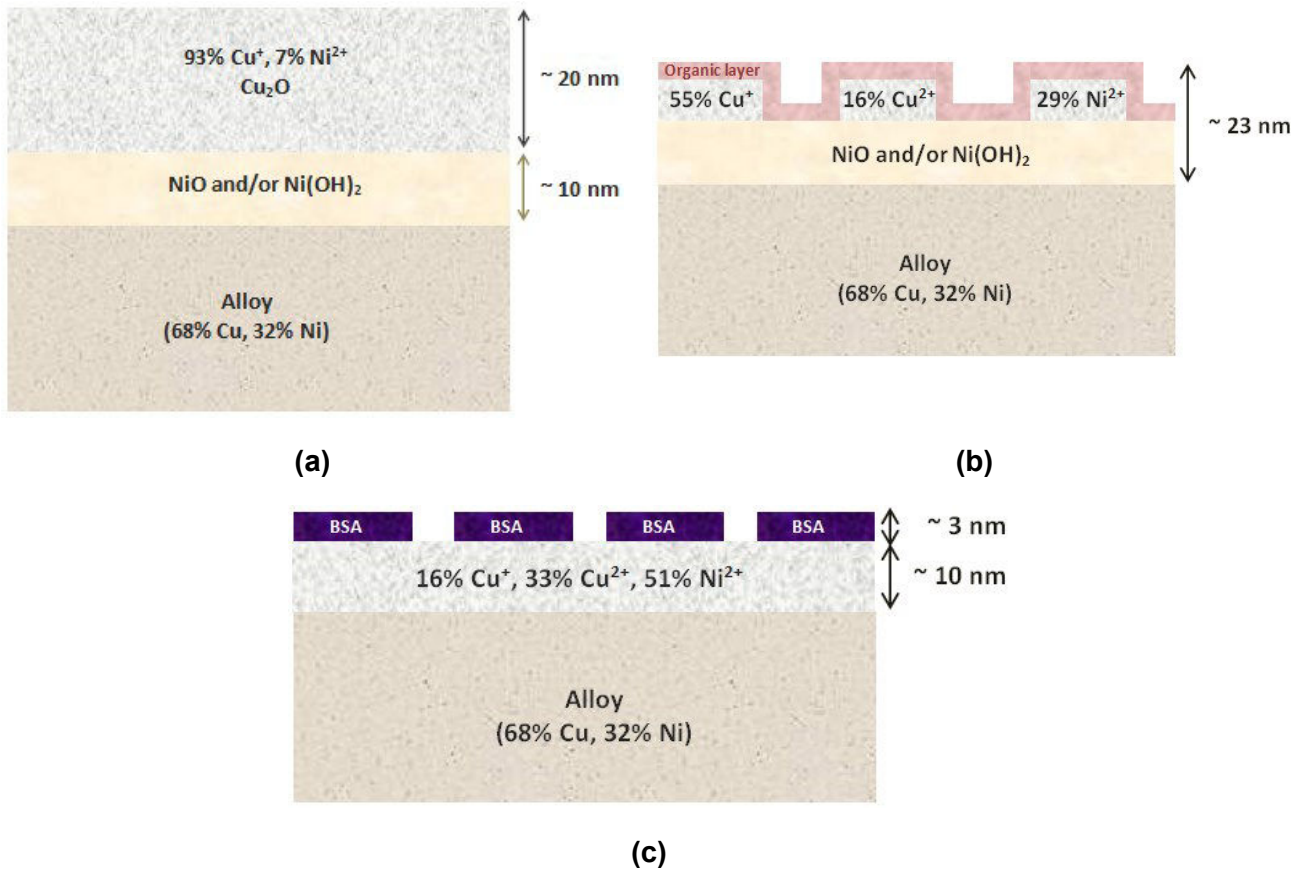 93% Cu⁺, 7% Ni²⁺
Cu₂O
~ 20 nm
NiO and/or Ni(OH)₂
~ 10 nm
Alloy
(68% Cu, 32% Ni)
(a)
Organic layer
55% Cu⁺ 16% Cu²⁺ 29% Ni²⁺
~ 23 nm
NiO and/or Ni(OH)₂
Alloy
(68% Cu, 32% Ni)
(b)
BSA BSA BSA BSA
~ 3 nm
16% Cu⁺, 33% Cu²⁺, 51% Ni²⁺
~ 10 nm
Alloy
(68% Cu, 32% Ni)
(c)